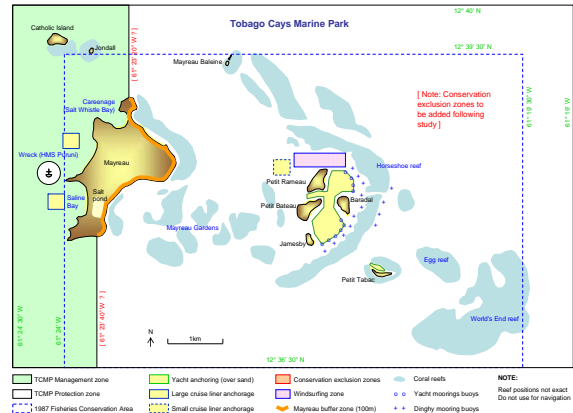 12° 40' N
Tobago Cays Marine Park
Catholic Island
Jondall
12° 39' 30" N
61° 23' 20" W ?
Mayreau Baleine
Careenage
(Salt Whistle Bay)
[ Note: Conservation
exclusion zones to
be added following
study ]
61° 19' 30" W
61° 19' W
Wreck (HMS Puruni)
Mayreau
Horseshoe reef
Petit Rameau
Salt
pond
Saline
Bay
Petit Bateau
Baradal
Mayreau Gardens
Jamesby
Egg reef
Petit Tabac
World's End reef
61° 24' 30" W
61° 24' W
[ 61° 23' 40" W ? ]
N
1km
12° 36' 30" N
TCMP Management zone
Yacht anchoring (over sand)
Conservation exclusion zones
Coral reefs
NOTE:
TCMP Protection zone
Large cruise liner anchorage
Windsurfing zone
Yacht moorings buoys
Reef positions not exact
Do not use for navigation
1987 Fisheries Conservation Area
Small cruise liner anchorage
Mayreau buffer zone (100m)
Dinghy mooring buoys